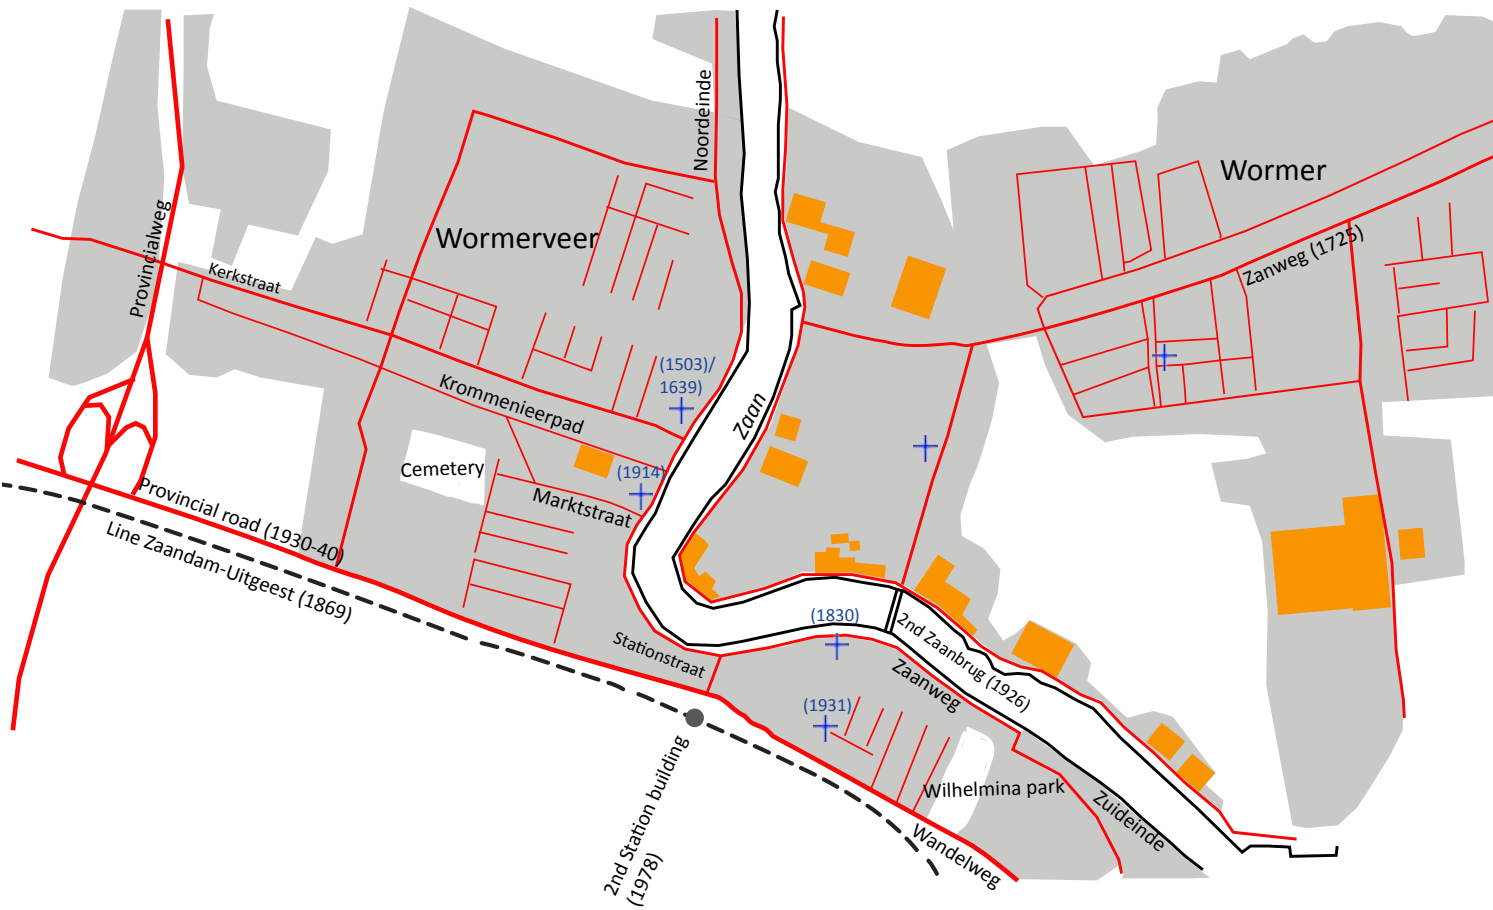 Noordeinde
Wormer
Provincialweg
Wormerveer
Zanweg (1725)
Kerkstraat
(1503)/
1639)
Krommenieerpad
Zaan
Cemetery
(1914)
Marktstraat
Provincial road (1930-40)
Line Zaandam-Uitgeest (1869)
(1830)
2nd Zaanbrug (1926)
Stationstraat
Zaanweg
(1931)
2nd Station building
(1978)
Wilhelmina park
Zuideinde
Wandelweg